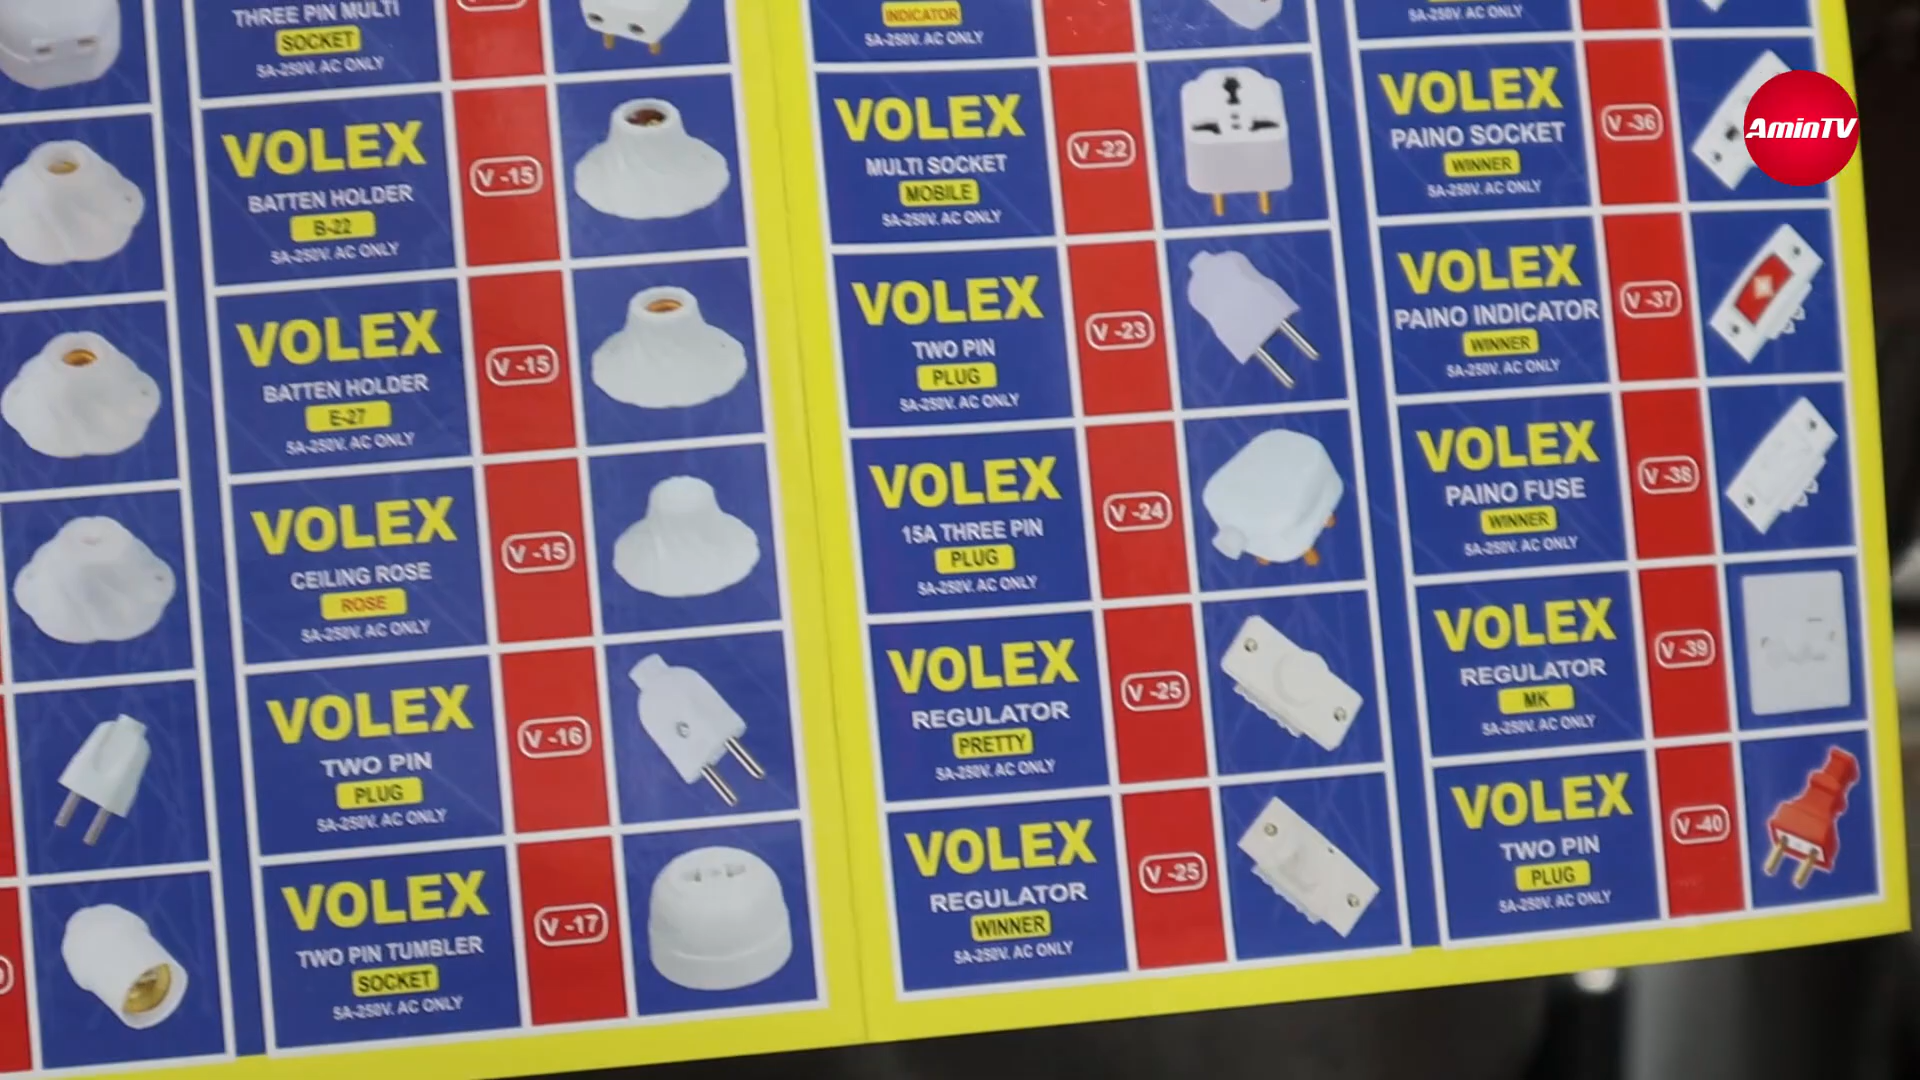 THREE PIN MULTI
SOCKET
5A-250V. AC ONLY
VOLEX
BATTEN HOLDER
B-22
5A-250V. AC ONLY
V -15
VOLEX
BATTEN HOLDER
E-27
5A-250V. AC ONLY
V -15
VOLEX
CEILING ROSE
ROSE
5A-250V. AC ONLY
V -15
VOLEX
TWO PIN
PLUG
5A-250V. AC ONLY
V -16
VOLEX
TWO PIN TUMBLER
SOCKET
5A-250V. AC ONLY
V -17
INDICATOR
5A-250V. AC ONLY
VOLEX
MULTI SOCKET
MOBILE
5A-250V. AC ONLY
V -22
VOLEX
TWO PIN
PLUG
5A-250V. AC ONLY
V -23
VOLEX
15A THREE PIN
PLUG
5A-250V. AC ONLY
V -24
VOLEX
REGULATOR
PRETTY
5A-250V. AC ONLY
V -25
VOLEX
REGULATOR
WINNER
5A-250V. AC ONLY
V -25
5A-250V. AC ONLY
VOLEX
PAINO SOCKET
WINNER
5A-250V. AC ONLY
V -36
VOLEX
PAINO INDICATOR
WINNER
5A-250V. AC ONLY
V -37
VOLEX
PAINO FUSE
WINNER
5A-250V. AC ONLY
V -38
VOLEX
REGULATOR
MK
5A-250V. AC ONLY
V -39
VOLEX
TWO PIN
PLUG
5A-250V. AC ONLY
V -40
AminTV